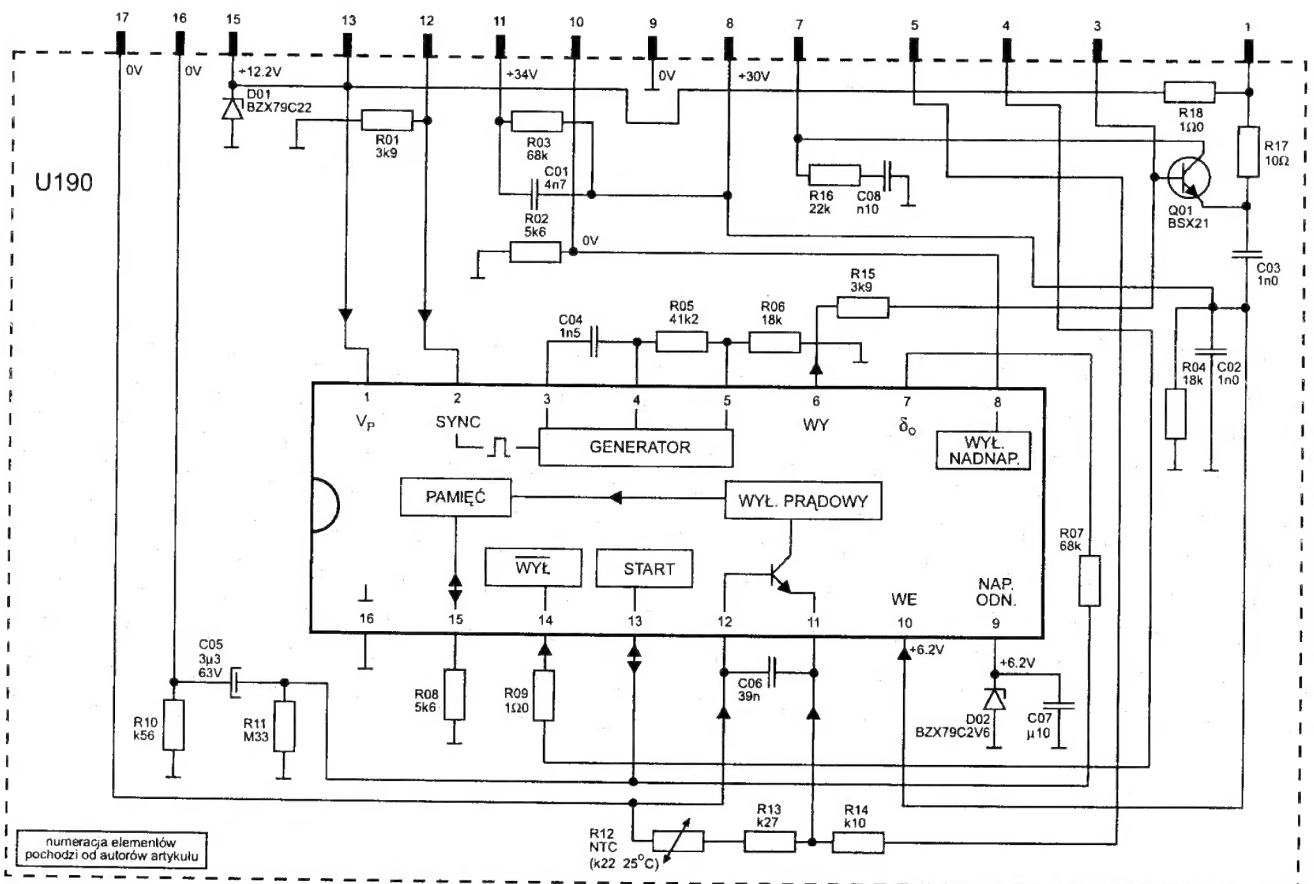 17 16 15 13 12 11 10 9 8 7 5 4 3 1
0V
0V
+12.2V
+34V
0V
+30V
D01
BZX79C22
R01
3k9
R03
68k
C01
4n7
R02
5k6
0V
R16
22k
C08
n10
R18
1Ω0
R17
10Ω
Q01
BSX21
C03
1n0
U190
C04
1n5
R05
41k2
R06
18k
R15
3k9
R04
18k
C02
1n0
1 2 3 4 5 6 7 8
VP SYNC
GENERATOR
WY
δo
WYŁ.
NADNAP.
PAMIĘĆ
WYŁ. PRĄDOWY
WYŁ
START
R07
68k
WE
NAP.
ODN.
16 15 14 13 12 11 10 9
+6.2V
+6.2V
C05
3μ3
63V
R10
k56
R11
M33
R08
5k6
R09
1Ω0
C06
39n
D02
BZX79C2V6
C07
μ10
R12
NTC
(k22 25°C)
R13
k27
R14
k10
numeracja elementów
pochodzi od autorów artykułu